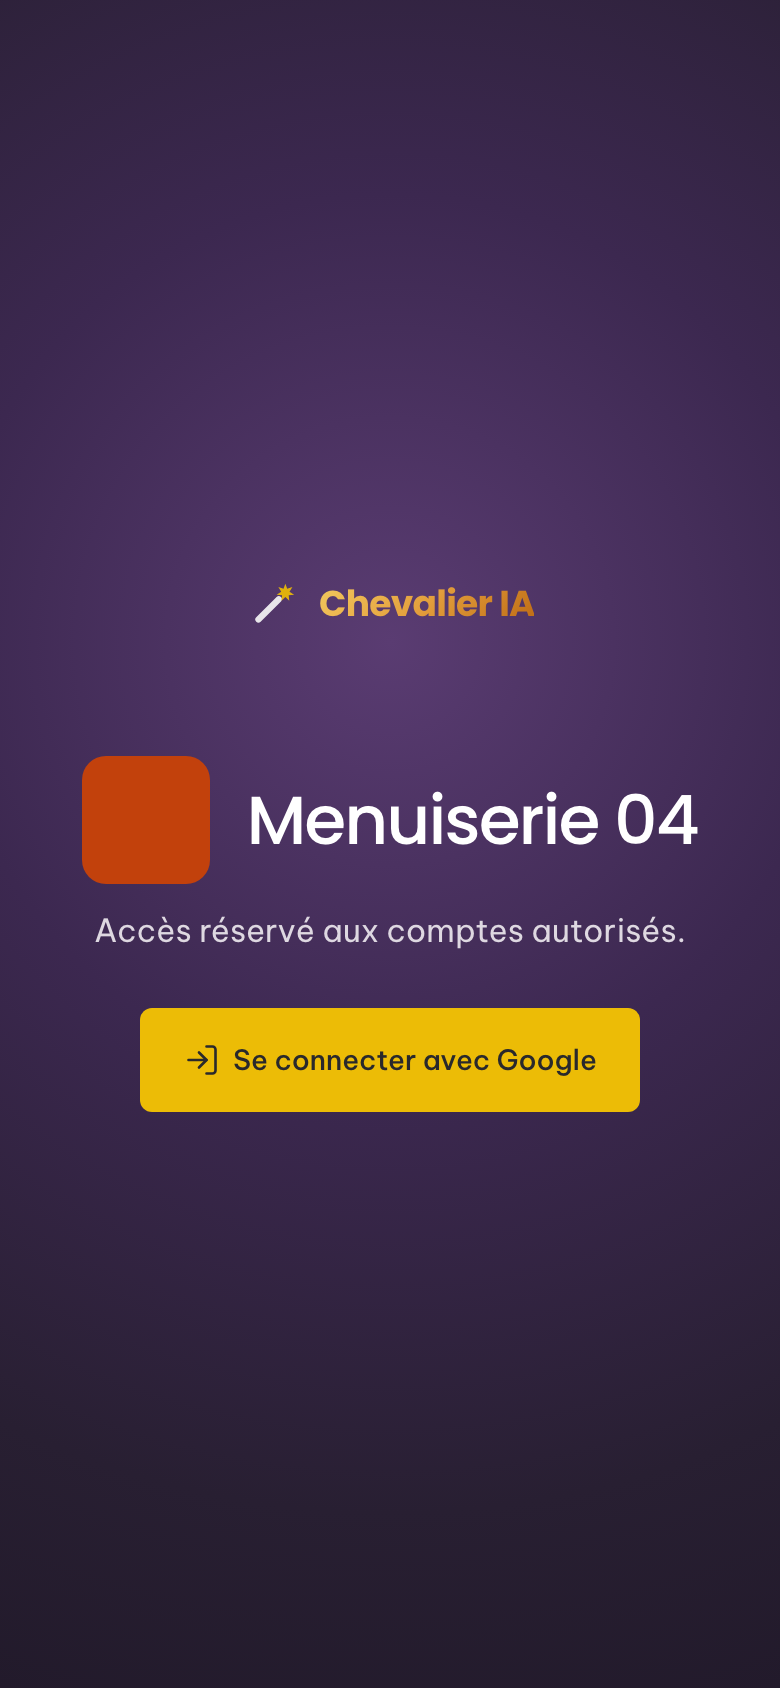 Chevalier IA
Menuiserie 04
Accès réservé aux comptes autorisés.
Se connecter avec Google